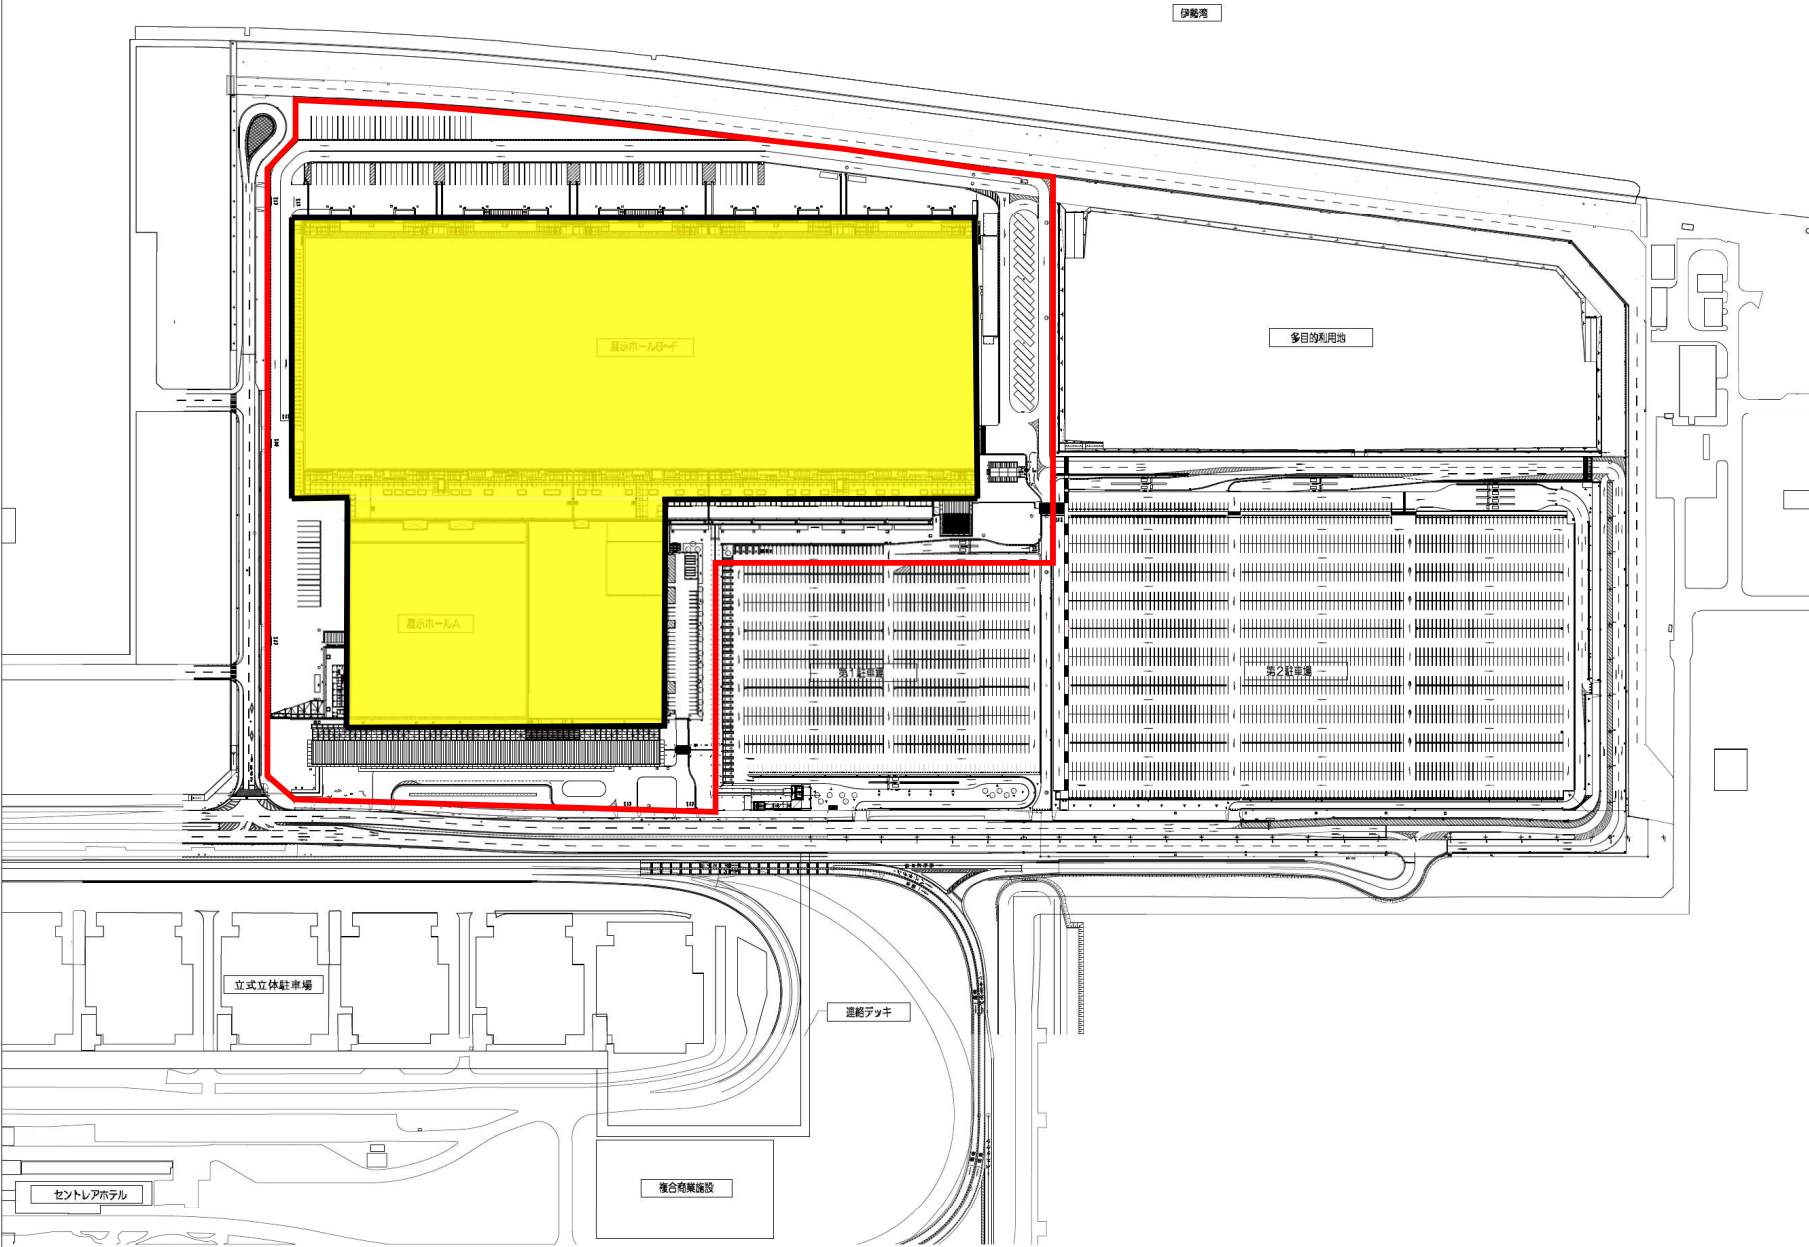 伊勢湾
展示ホールB～F
多目的利用地
展示ホールA
第1駐車場
第2駐車場
立式立体駐車場
連絡デッキ
複合商業施設
セントレアホテル